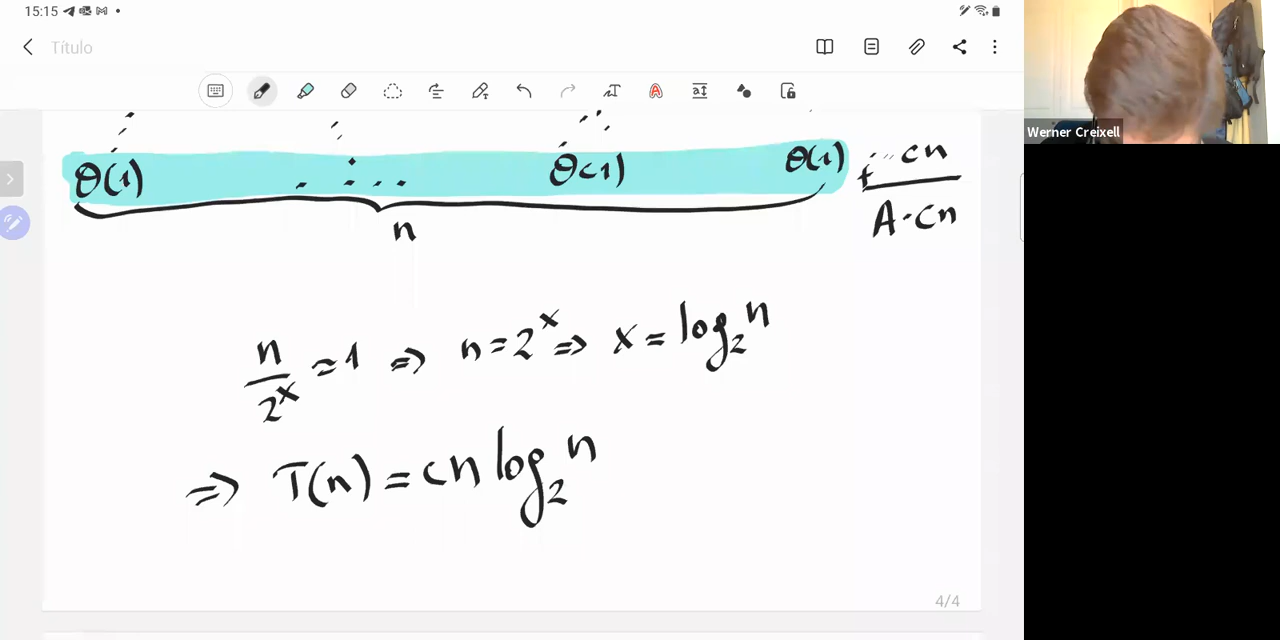 15:15
Título
Werner Creixell
θ(1) . . . . θ(1) θ(1) + cn
n
A·cn
n/2^x = 1 ⇒ n = 2^x ⇒ x = log₂ n
⇒ T(n) = cn log₂ n
4/4